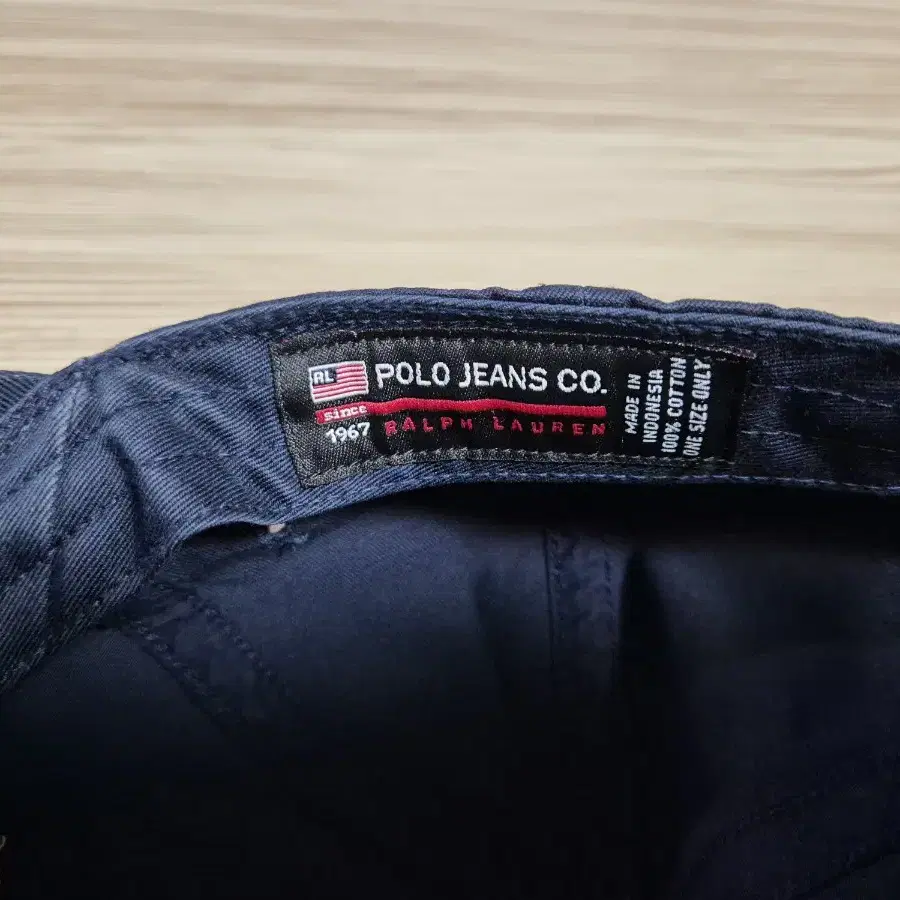 RL
POLO JEANS CO.
since
1967
RALPH LAUREN
MADE IN
INDONESIA
100% COTTON
ONE SIZE ONLY